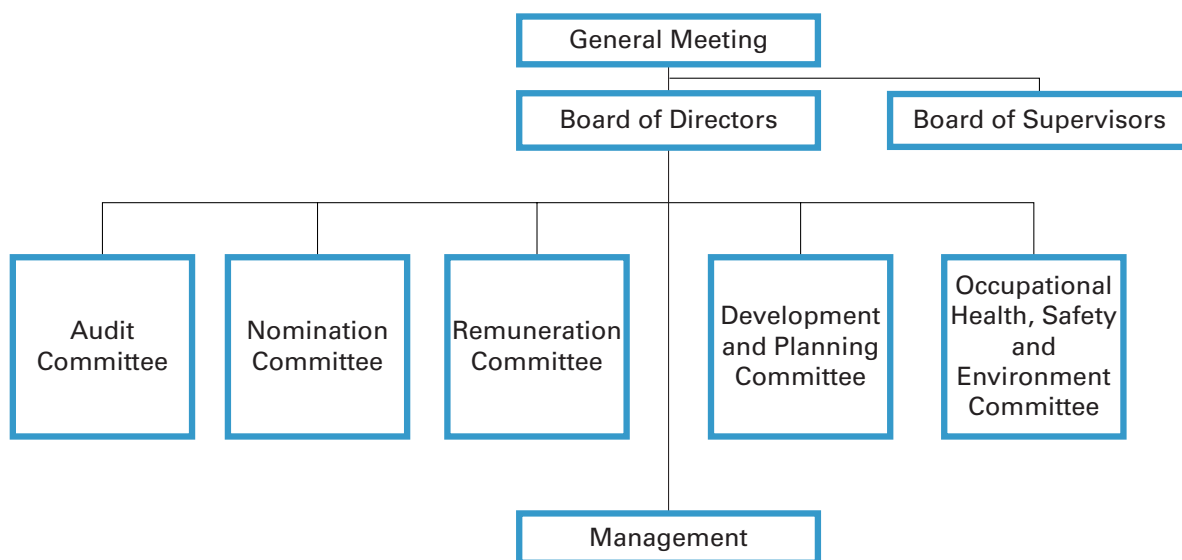 General Meeting
Board of Directors
Board of Supervisors
Audit
Committee
Nomination
Committee
Remuneration
Committee
Development
and Planning
Committee
Occupational
Health, Safety
and
Environment
Committee
Management